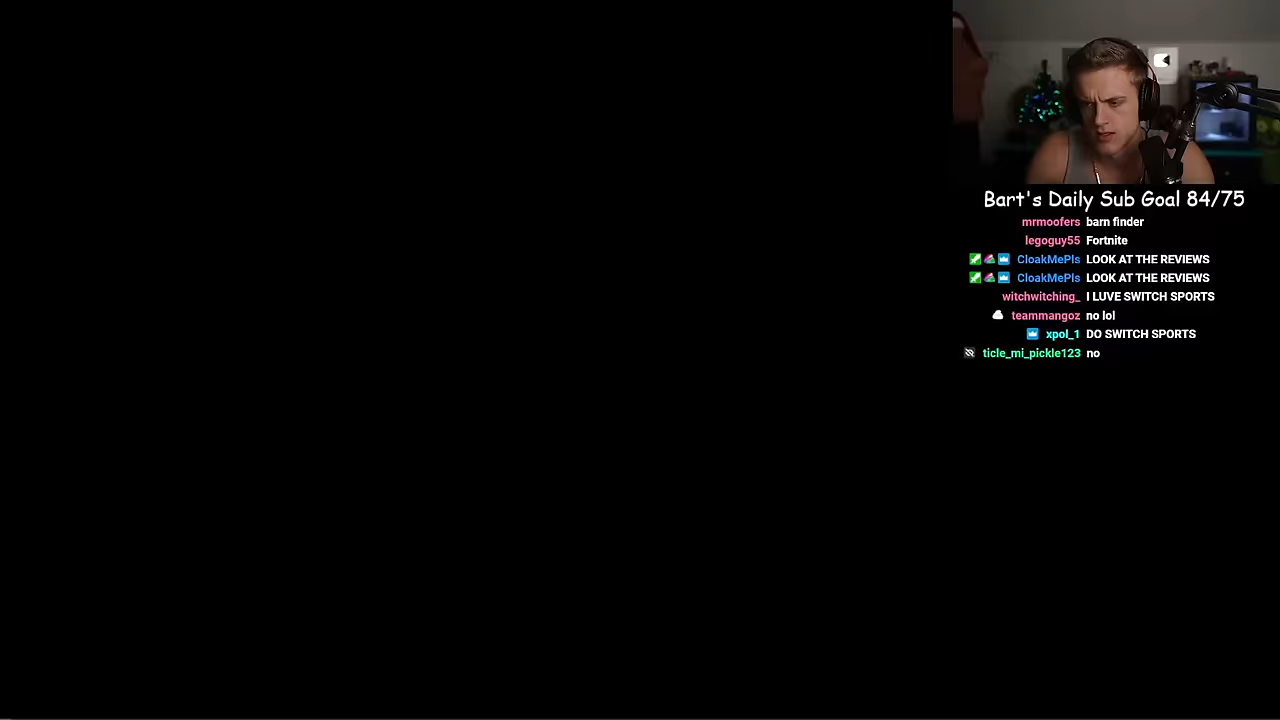 Bart's Daily Sub Goal 84/75
mrmoofers barn finder
legoguy55 Fortnite
CloakMePls LOOK AT THE REVIEWS
CloakMePls LOOK AT THE REVIEWS
witchwitching_ I LUVE SWITCH SPORTS
teammangoz no lol
xpol_1 DO SWITCH SPORTS
ticle_mi_pickle123 no